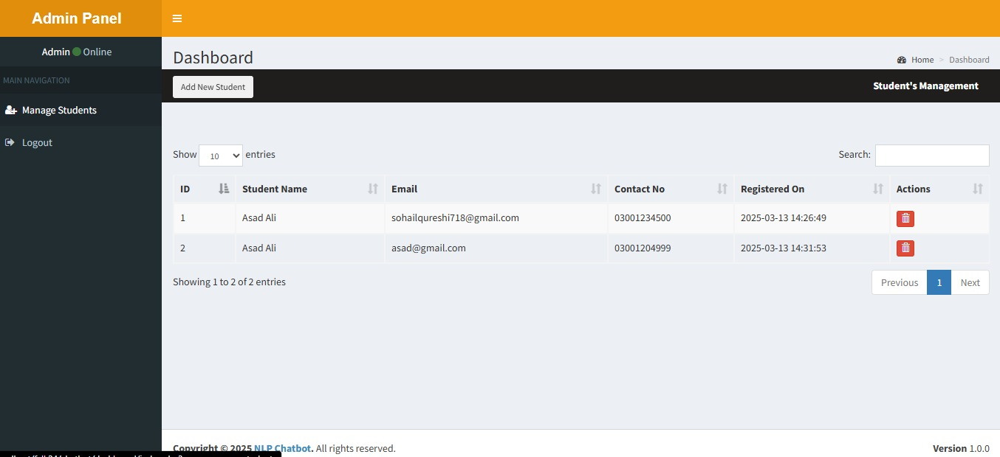 Admin Panel
Admin Online
Dashboard
Home > Dashboard
MAIN NAVIGATION
Add New Student
Student's Management
Manage Students
Logout
Show 10 entries
Search:
ID Student Name Email Contact No Registered On Actions
1 Asad Ali sohailqureshi718@gmail.com 03001234500 2025-03-13 14:26:49
2 Asad Ali asad@gmail.com 03001204999 2025-03-13 14:31:53
Showing 1 to 2 of 2 entries
Previous 1 Next
Copyright © 2025 NLP Chatbot. All rights reserved.
Version 1.0.0